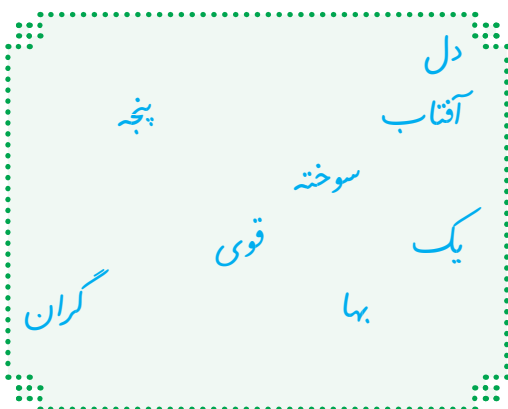 دل
آفتاب پنجه
سوخته
یک قوی
بها گران